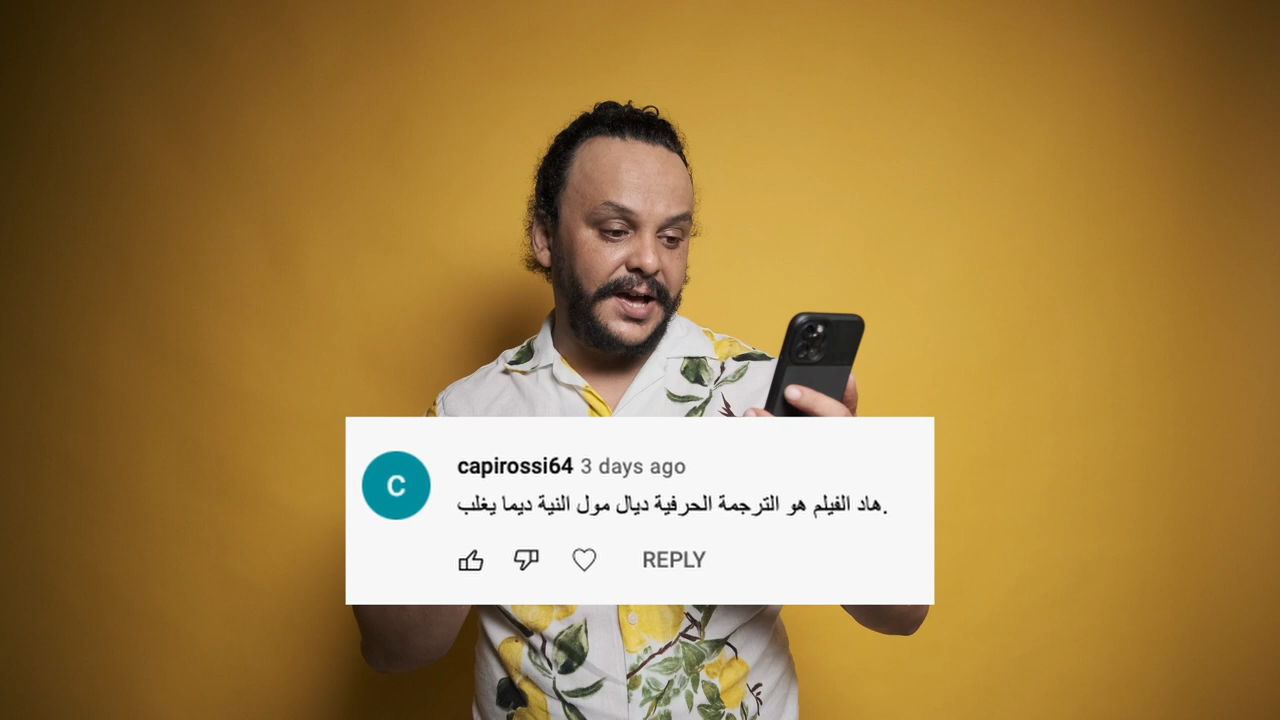 C
capirossi64 3 days ago
هاد الفيلم هو الترجمة الحرفية ديال مول النية ديما يغلب.
REPLY